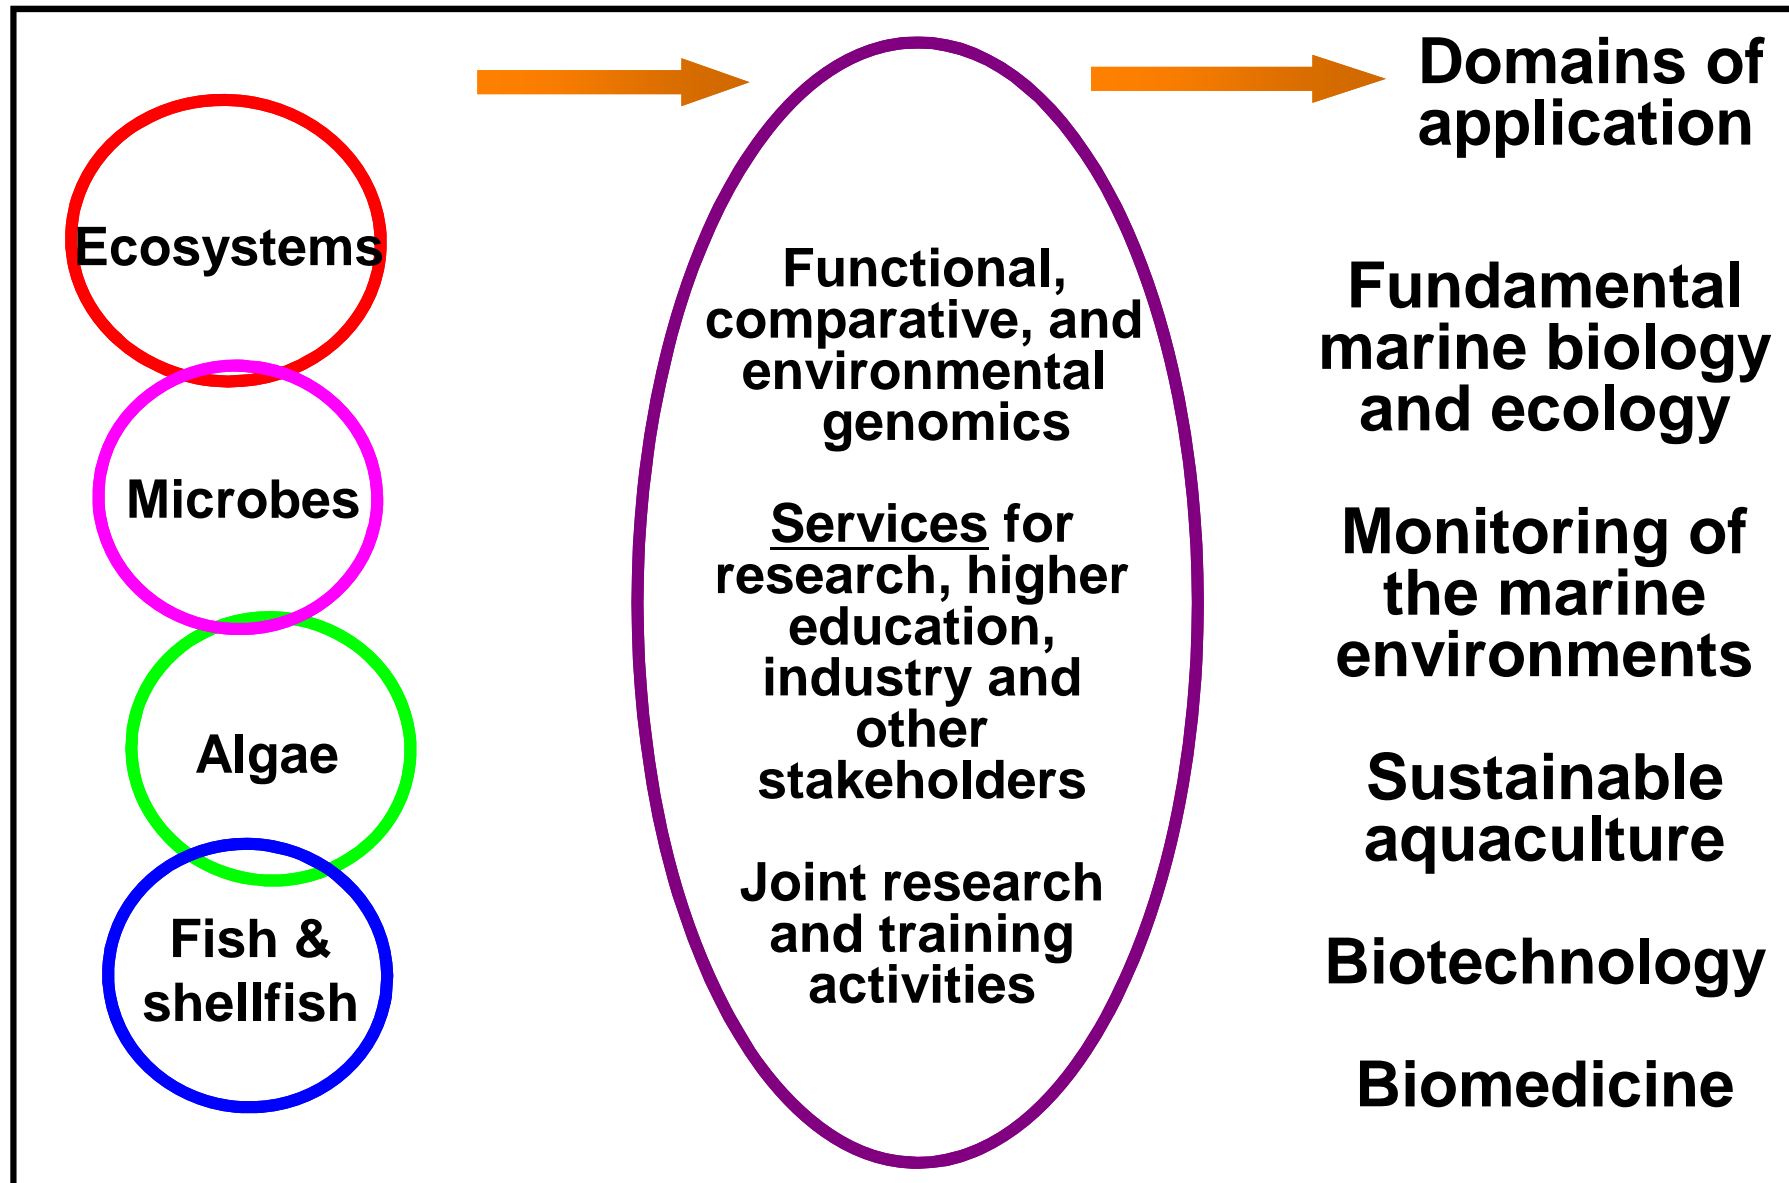 Ecosystems
Microbes
Algae
Fish &
shellfish
Functional,
comparative, and
environmental
genomics
Services for
research, higher
education,
industry and
other
stakeholders
Joint research
and training
activities
Domains of
application
Fundamental
marine biology
and ecology
Monitoring of
the marine
environments
Sustainable
aquaculture
Biotechnology
Biomedicine